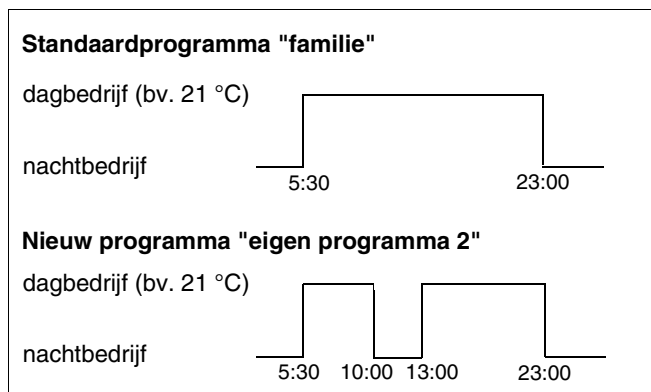 Standaardprogramma "familie"
dagbedrijf (bv. 21 °C)
nachtbedrijf
5:30 23:00
Nieuw programma "eigen programma 2"
dagbedrijf (bv. 21 °C)
nachtbedrijf
5:30 10:00 13:00 23:00